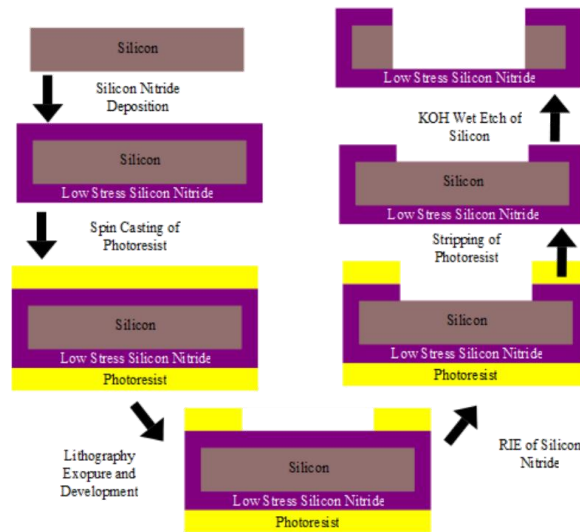 Silicon
Silicon Nitride
Deposition
Silicon
Low Stress Silicon Nitride
Spin Casting of
Photoresist
Silicon
Low Stress Silicon Nitride
Photoresist
Lithography
Exopure and
Development
Silicon
Low Stress Silicon Nitride
Photoresist
RIE of Silicon
Nitride
Silicon
Low Stress Silicon Nitride
Photoresist
Stripping of
Photoresist
Silicon
Low Stress Silicon Nitride
KOH Wet Etch of
Silicon
Low Stress Silicon Nitride